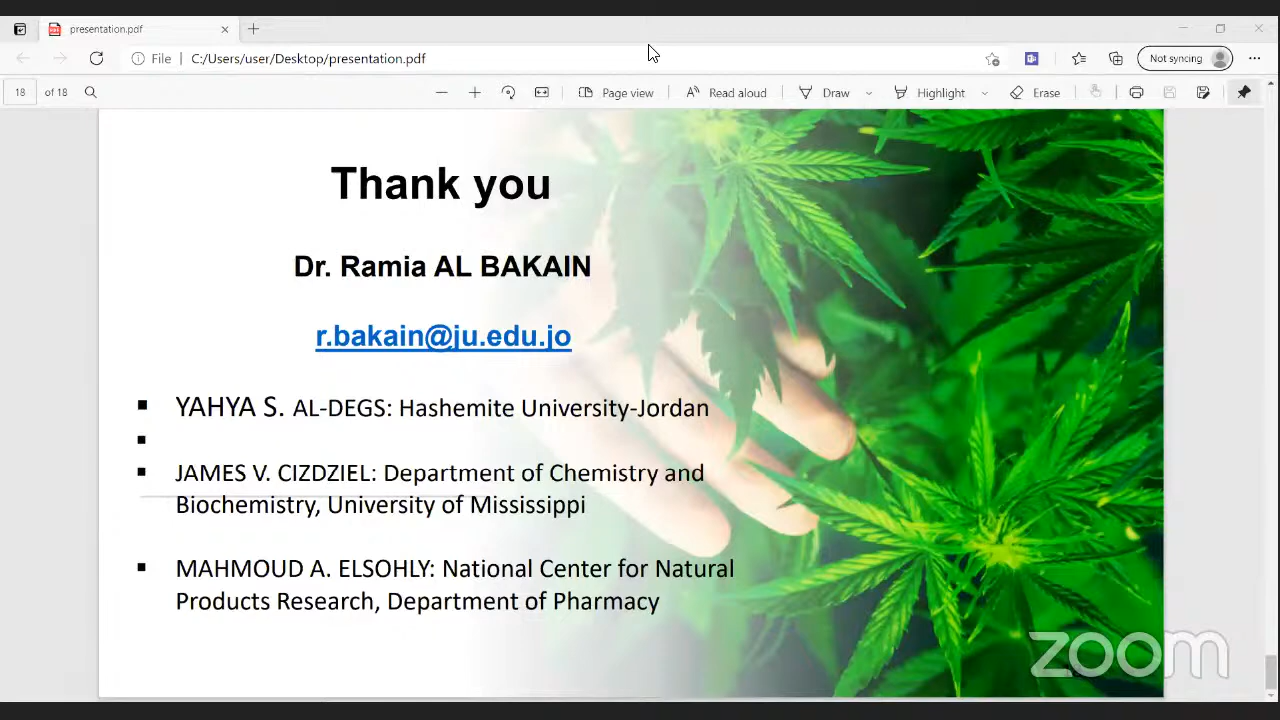 presentation.pdf
File
C:/Users/user/Desktop/presentation.pdf
Not syncing
18 of 18
Page view
Read aloud
Draw
Highlight
Erase
Thank you
Dr. Ramia AL BAKAIN
r.bakain@ju.edu.jo
▪ YAHYA S. AL-DEGS: Hashemite University-Jordan
▪
▪ JAMES V. CIZDZIEL: Department of Chemistry and
Biochemistry, University of Mississippi
▪ MAHMOUD A. ELSOHLY: National Center for Natural
Products Research, Department of Pharmacy
zoom